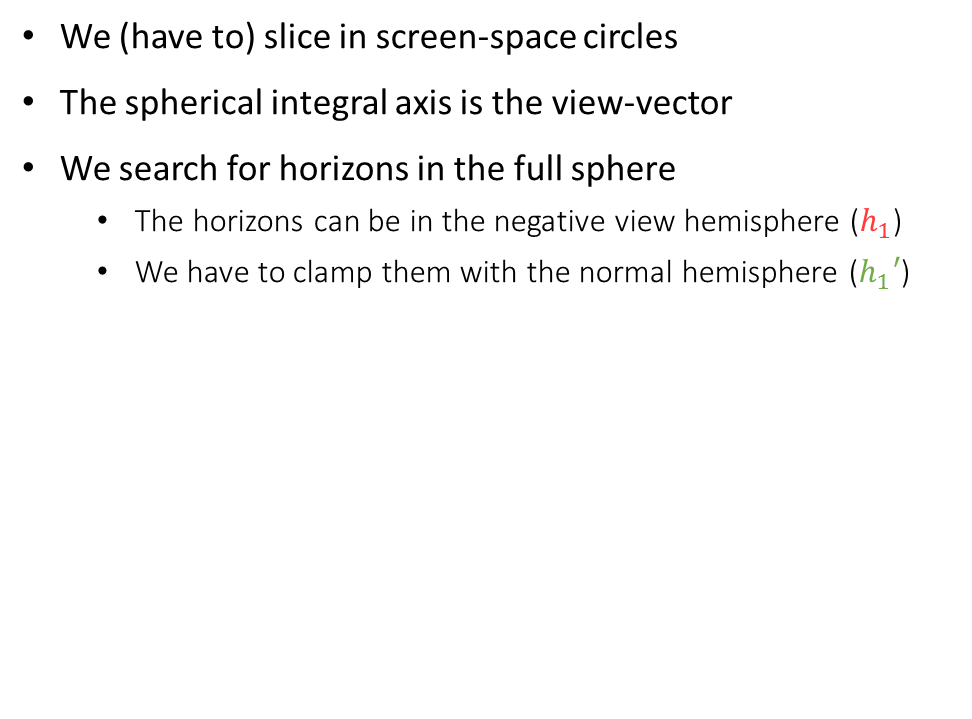 • We (have to) slice in screen-space circles
• The spherical integral axis is the view-vector
• We search for horizons in the full sphere
• The horizons can be in the negative view hemisphere (ℎ₁)
• We have to clamp them with the normal hemisphere (ℎ₁′)